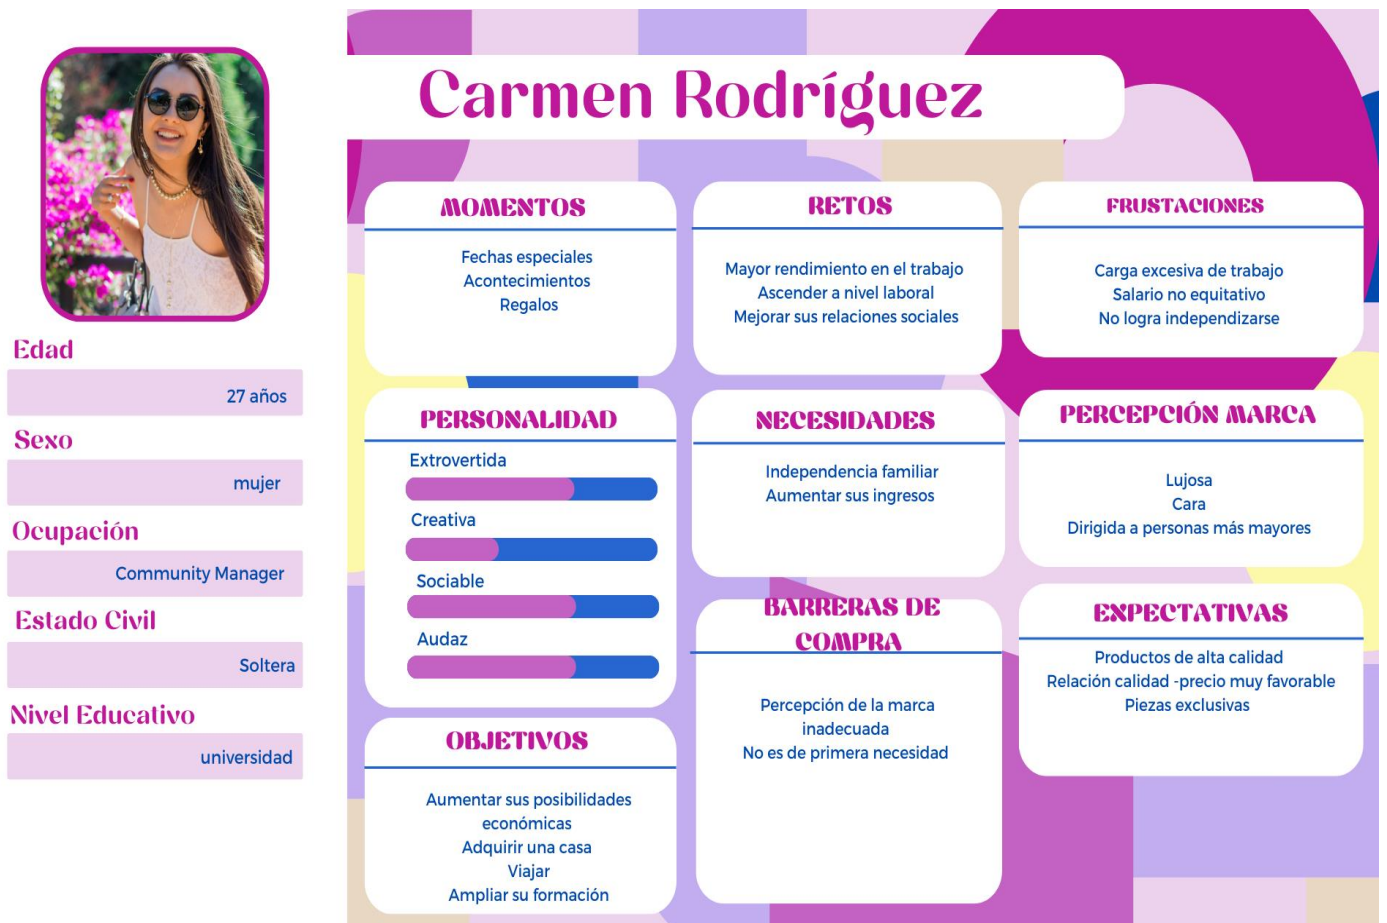 Carmen Rodríguez
Edad
27 años
Sexo
mujer
Ocupación
Community Manager
Estado Civil
Soltera
Nivel Educativo
universidad
MOMENTOS
Fechas especiales
Acontecimientos
Regalos
RETOS
Mayor rendimiento en el trabajo
Ascender a nivel laboral
Mejorar sus relaciones sociales
FRUSTACIONES
Carga excesiva de trabajo
Salario no equitativo
No logra independizarse
PERSONALIDAD
Extrovertida
Creativa
Sociable
Audaz
NECESIDADES
Independencia familiar
Aumentar sus ingresos
PERCEPCIÓN MARCA
Lujosa
Cara
Dirigida a personas más mayores
OBJETIVOS
Aumentar sus posibilidades
económicas
Adquirir una casa
Viajar
Ampliar su formación
BARRERAS DE
COMPRA
Percepción de la marca
inadecuada
No es de primera necesidad
EXPECTATIVAS
Productos de alta calidad
Relación calidad -precio muy favorable
Piezas exclusivas